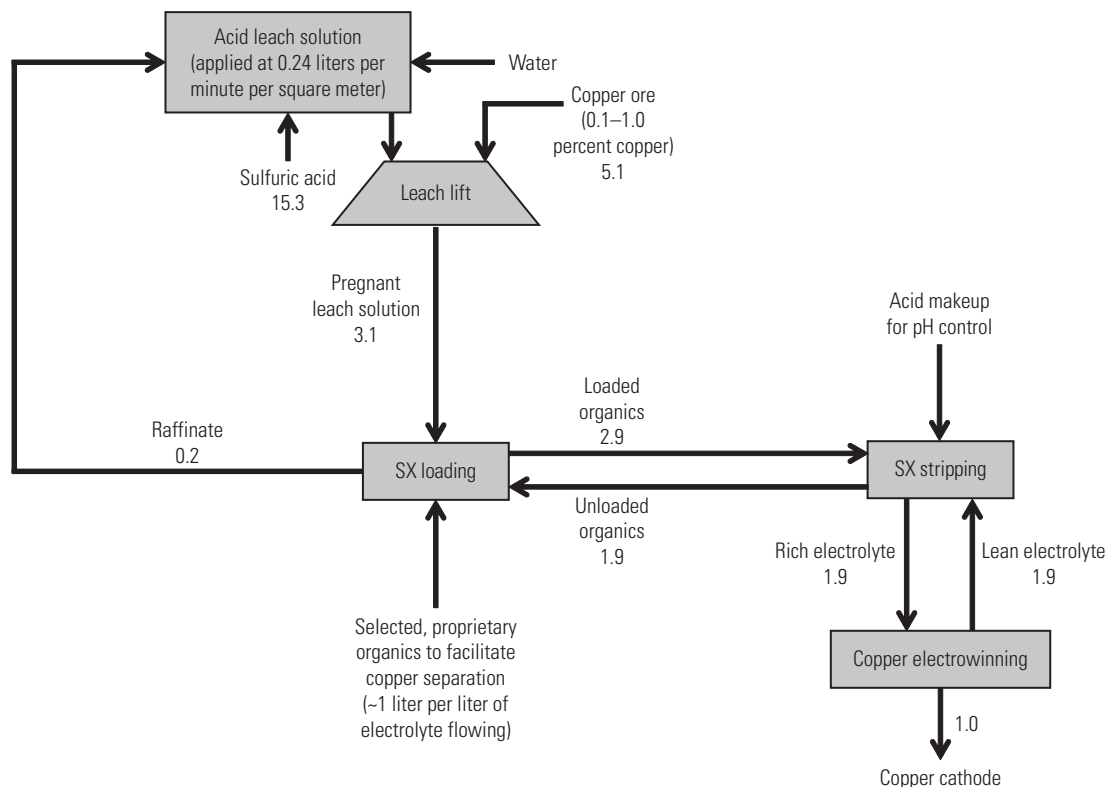 Acid leach solution
(applied at 0.24 liters per
minute per square meter)
Water
Copper ore
(0.1–1.0
percent copper)
5.1
Sulfuric acid
15.3
Leach lift
Pregnant
leach solution
3.1
Acid makeup
for pH control
Loaded
organics
2.9
Raffinate
0.2
SX loading
SX stripping
Unloaded
organics
1.9
Rich electrolyte
1.9
Lean electrolyte
1.9
Selected, proprietary
organics to facilitate
copper separation
(~1 liter per liter of
electrolyte flowing)
Copper electrowinning
1.0
Copper cathode